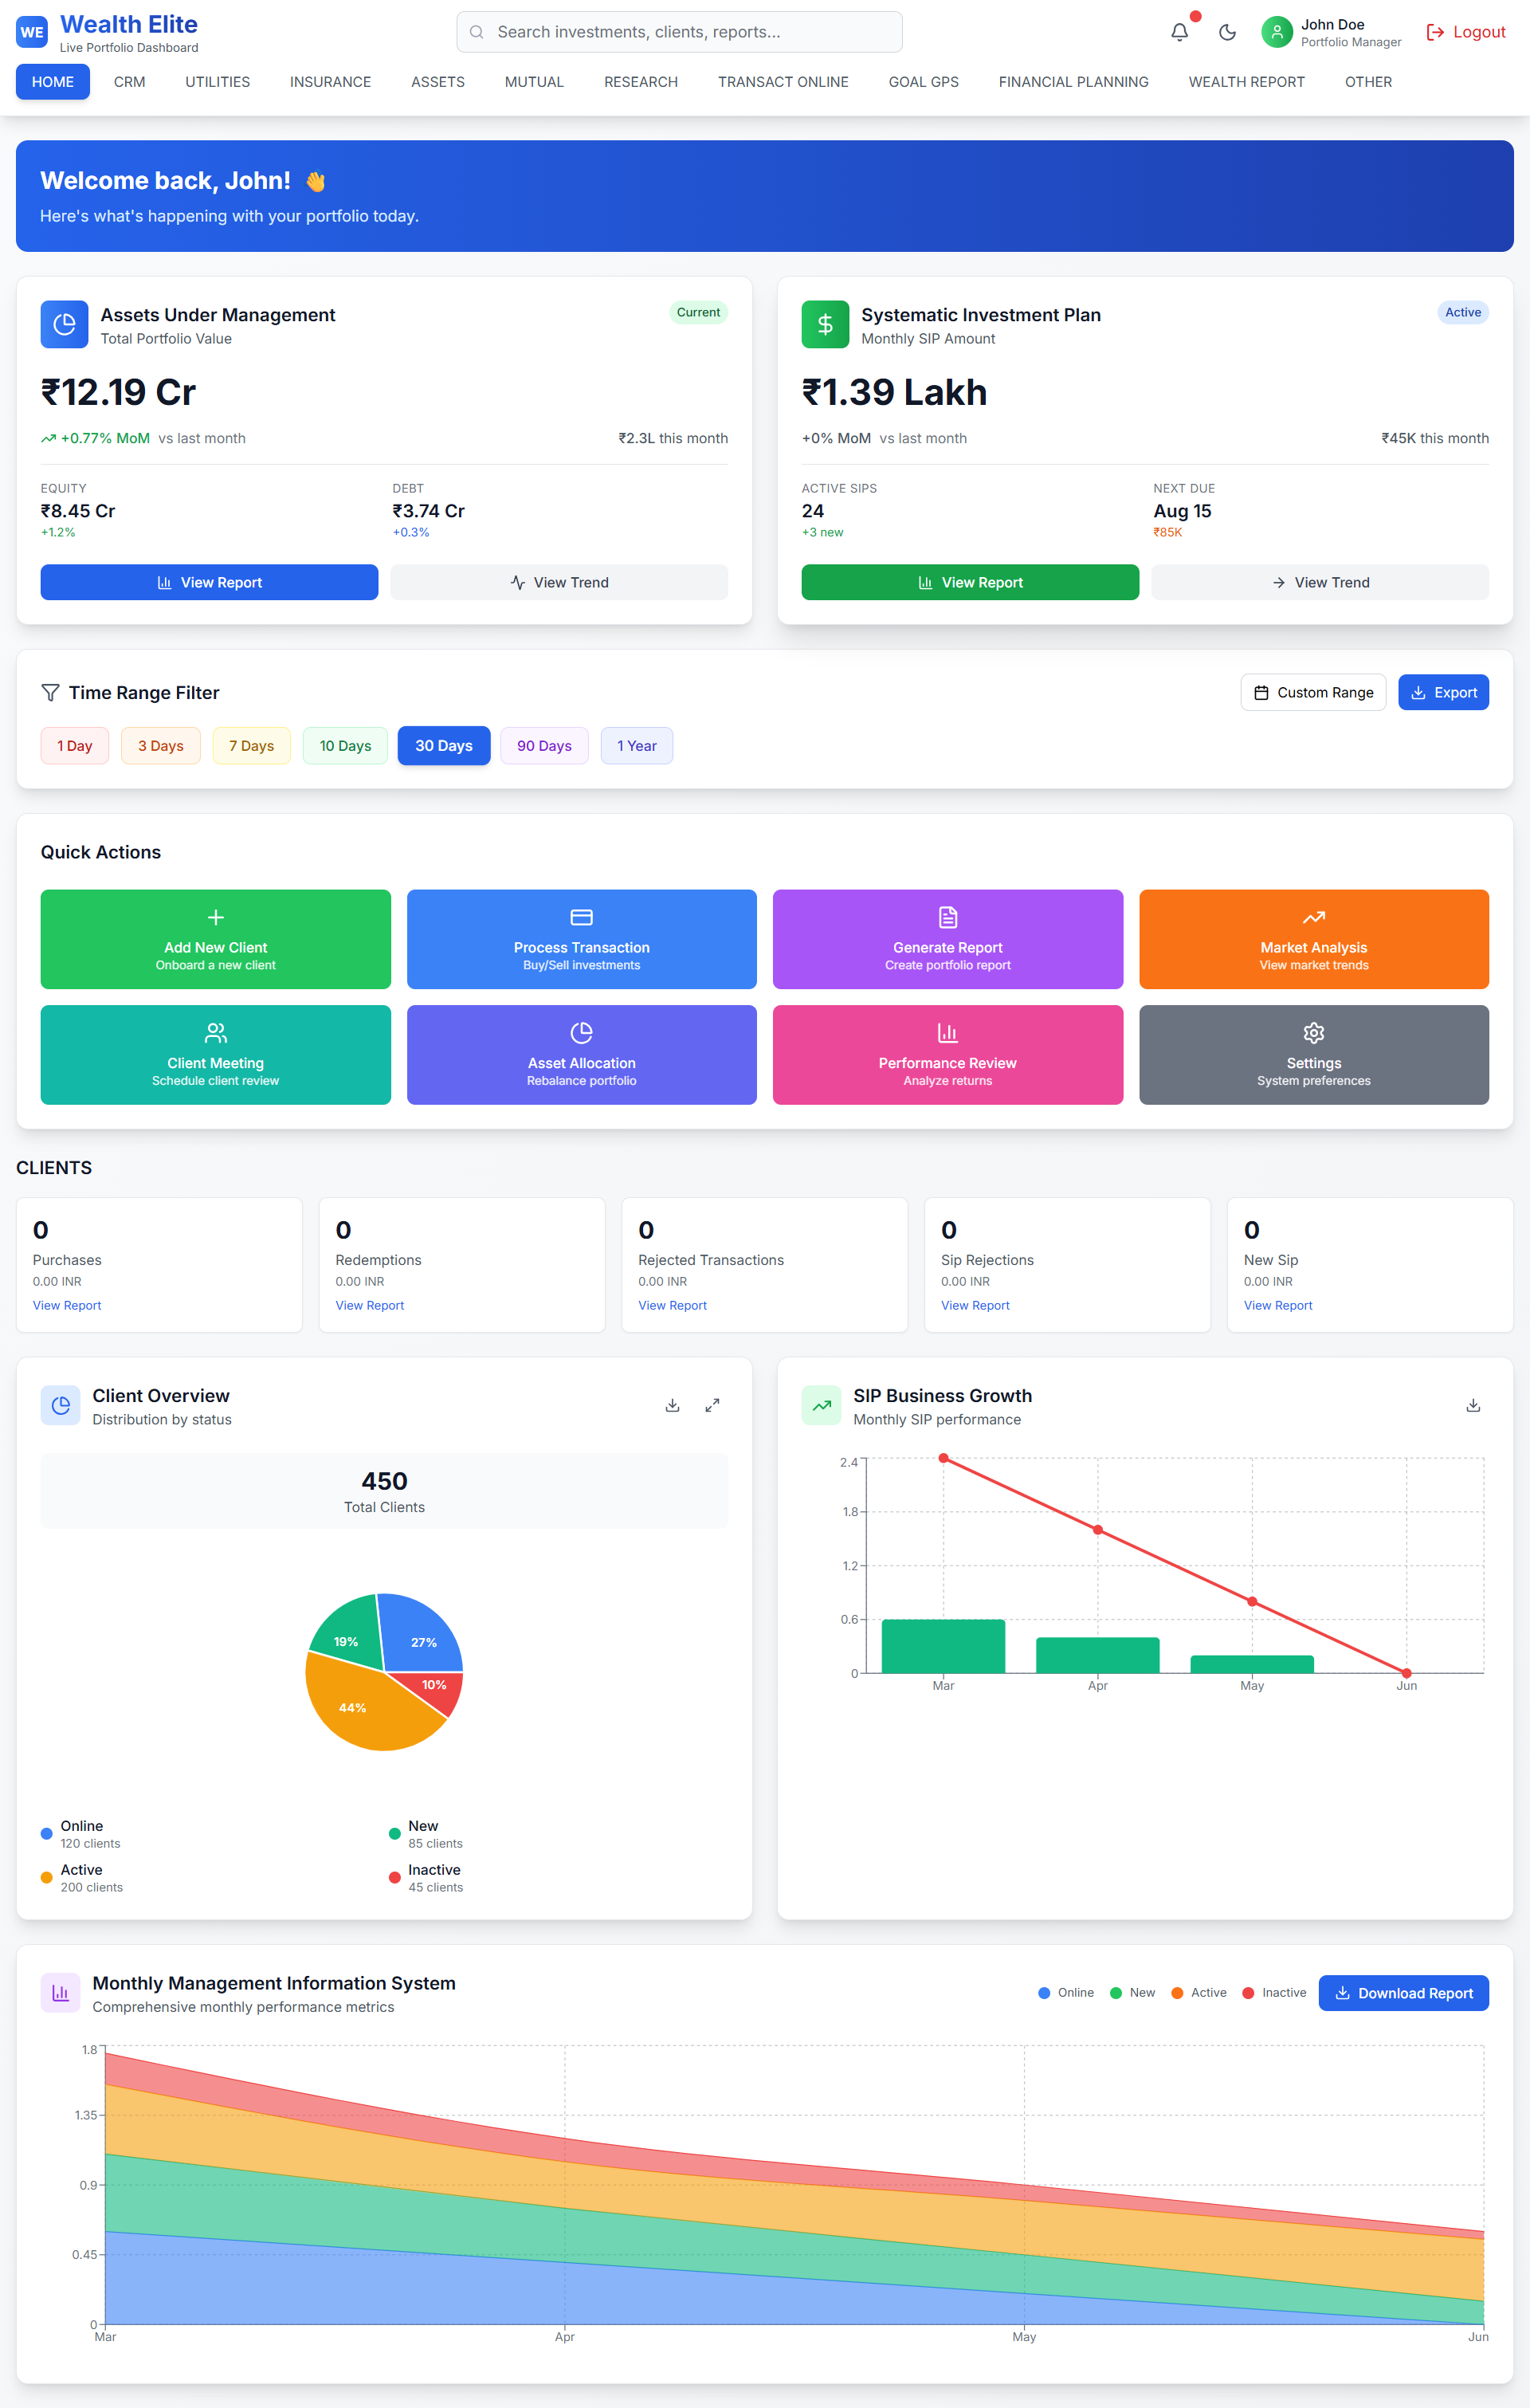 WE
Wealth Elite
Live Portfolio Dashboard
Search investments, clients, reports...
John Doe
Portfolio Manager
Logout
HOME CRM UTILITIES INSURANCE ASSETS MUTUAL RESEARCH TRANSACT ONLINE GOAL GPS FINANCIAL PLANNING WEALTH REPORT OTHER
Welcome back, John! 👋
Here's what's happening with your portfolio today.
Assets Under Management
Total Portfolio Value
Current
₹12.19 Cr
+0.77% MoM vs last month ₹2.3L this month
EQUITY DEBT
₹8.45 Cr ₹3.74 Cr
+1.2% +0.3%
View Report View Trend
Systematic Investment Plan
Monthly SIP Amount
Active
₹1.39 Lakh
+0% MoM vs last month ₹45K this month
ACTIVE SIPS NEXT DUE
24 Aug 15
+3 new ₹85K
View Report View Trend
Time Range Filter Custom Range Export
1 Day 3 Days 7 Days 10 Days 30 Days 90 Days 1 Year
Quick Actions
Add New Client
Onboard a new client
Process Transaction
Buy/Sell investments
Generate Report
Create portfolio report
Market Analysis
View market trends
Client Meeting
Schedule client review
Asset Allocation
Rebalance portfolio
Performance Review
Analyze returns
Settings
System preferences
CLIENTS
0
Purchases
0.00 INR
View Report
0
Redemptions
0.00 INR
View Report
0
Rejected Transactions
0.00 INR
View Report
0
Sip Rejections
0.00 INR
View Report
0
New Sip
0.00 INR
View Report
Client Overview
Distribution by status
450
Total Clients
19% 27%
10%
44%
Online
120 clients
New
85 clients
Active
200 clients
Inactive
45 clients
SIP Business Growth
Monthly SIP performance
2.4
1.8
1.2
0.6
0
Mar Apr May Jun
Monthly Management Information System
Comprehensive monthly performance metrics
Online New Active Inactive Download Report
1.8
1.35
0.9
0.45
0
Mar Apr May Jun